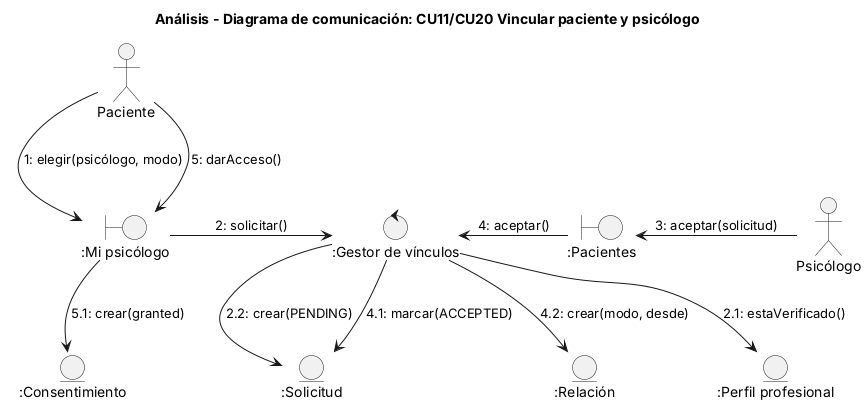 Análisis - Diagrama de comunicación: CU11/CU20 Vincular paciente y psicólogo
Paciente
1: elegir(psicólogo, modo)
5: darAcceso()
2: solicitar()
4: aceptar()
3: aceptar(solicitud)
:Mi psicólogo
:Gestor de vínculos
:Pacientes
Psicólogo
5.1: crear(granted)
2.2: crear(PENDING)
4.1: marcar(ACCEPTED)
4.2: crear(modo, desde)
2.1: estaVerificado()
:Consentimiento
:Solicitud
:Relación
:Perfil profesional